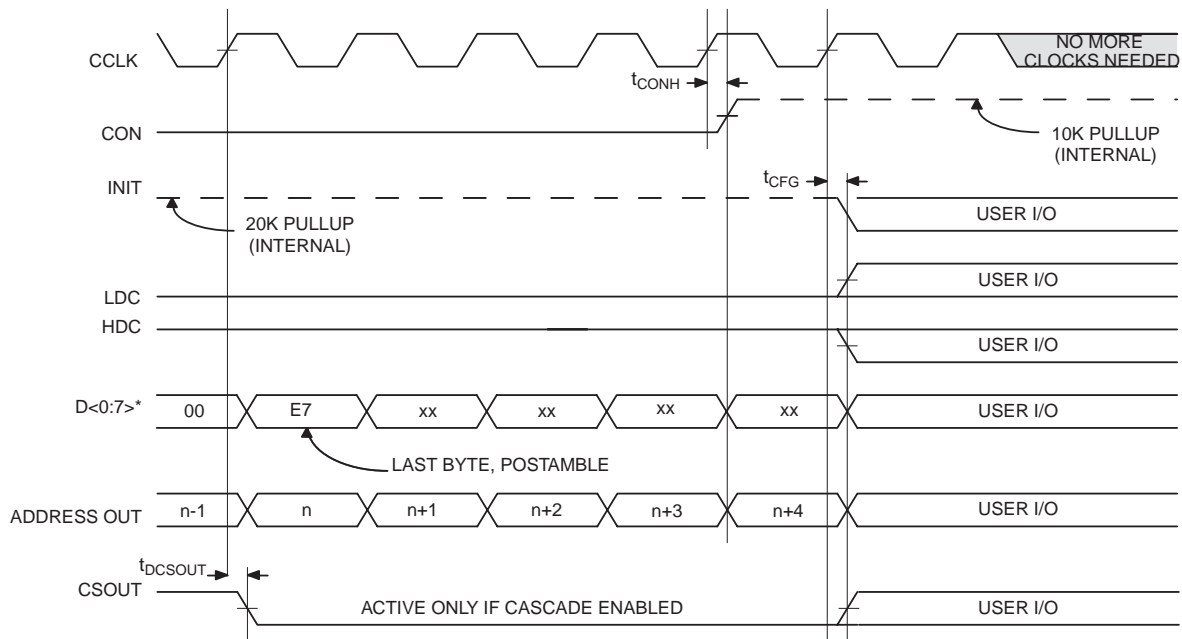 CCLK
NO MORE
CLOCKS NEEDED
tCONH
CON
10K PULLUP
(INTERNAL)
INIT
tCFG
20K PULLUP
(INTERNAL)
USER I/O
LDC
USER I/O
HDC
USER I/O
D<0:7>* 00 E7 xx xx xx xx USER I/O
LAST BYTE, POSTAMBLE
ADDRESS OUT n-1 n n+1 n+2 n+3 n+4 USER I/O
tDCSOUT
CSOUT ACTIVE ONLY IF CASCADE ENABLED USER I/O